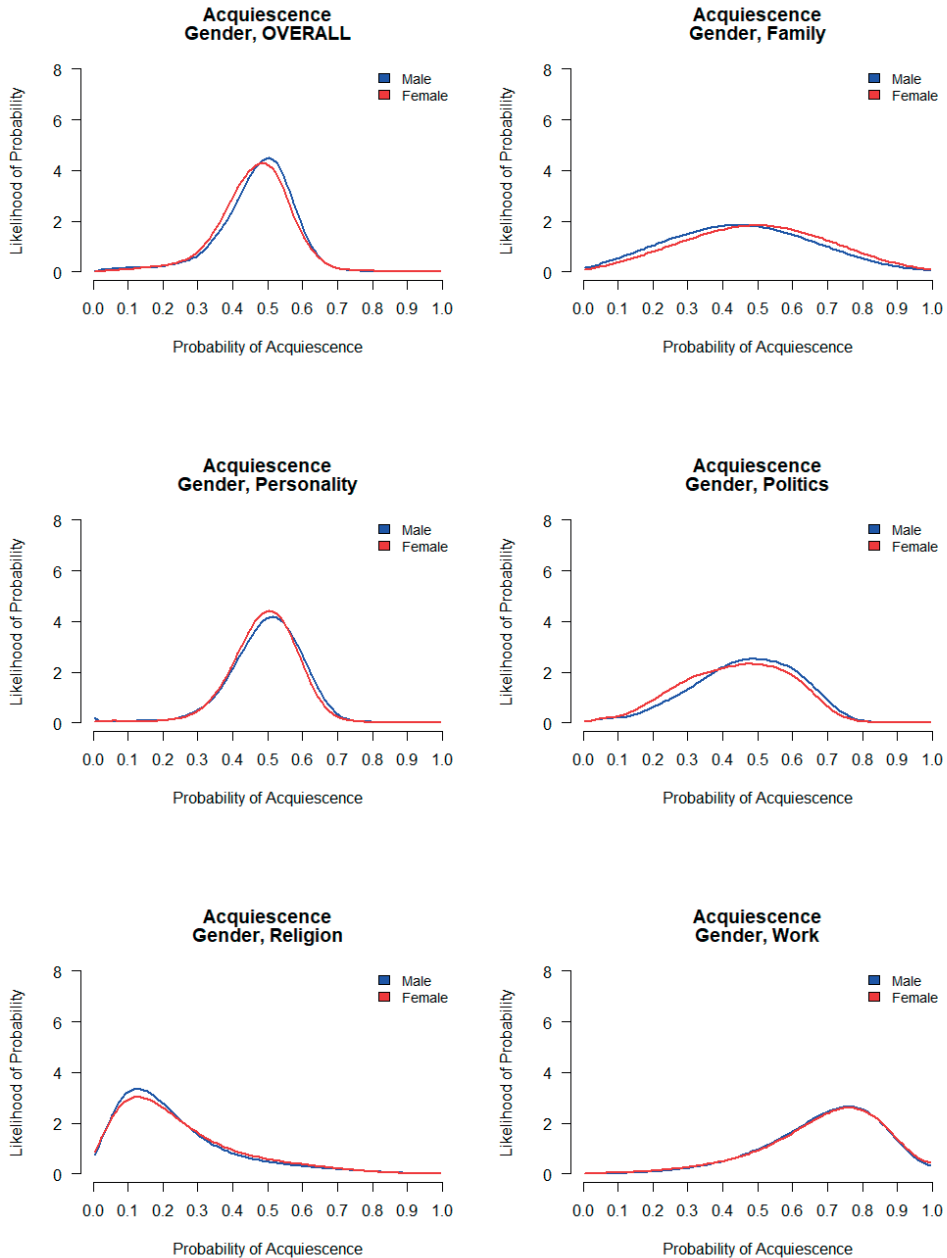 Acquiescence
Gender, OVERALL
Likelihood of Probability
8
6
4
2
0
Male
Female
0.0 0.1 0.2 0.3 0.4 0.5 0.6 0.7 0.8 0.9 1.0
Probability of Acquiescence
Acquiescence
Gender, Family
Likelihood of Probability
8
6
4
2
0
Male
Female
0.0 0.1 0.2 0.3 0.4 0.5 0.6 0.7 0.8 0.9 1.0
Probability of Acquiescence
Acquiescence
Gender, Personality
Likelihood of Probability
8
6
4
2
0
Male
Female
0.0 0.1 0.2 0.3 0.4 0.5 0.6 0.7 0.8 0.9 1.0
Probability of Acquiescence
Acquiescence
Gender, Politics
Likelihood of Probability
8
6
4
2
0
Male
Female
0.0 0.1 0.2 0.3 0.4 0.5 0.6 0.7 0.8 0.9 1.0
Probability of Acquiescence
Acquiescence
Gender, Religion
Likelihood of Probability
8
6
4
2
0
Male
Female
0.0 0.1 0.2 0.3 0.4 0.5 0.6 0.7 0.8 0.9 1.0
Probability of Acquiescence
Acquiescence
Gender, Work
Likelihood of Probability
8
6
4
2
0
Male
Female
0.0 0.1 0.2 0.3 0.4 0.5 0.6 0.7 0.8 0.9 1.0
Probability of Acquiescence